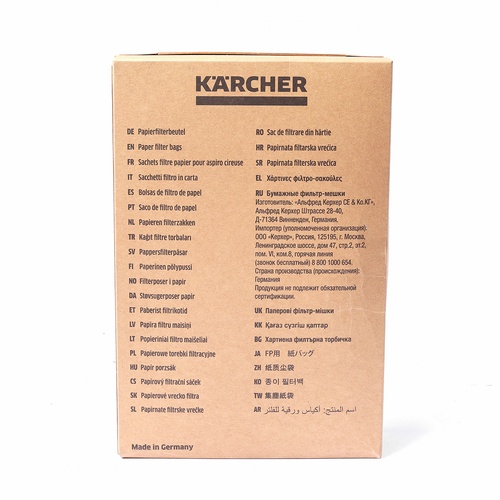 KÄRCHER
DE Papierfilterbeutel
EN Paper filter bags
FR Sachets filtre papier pour aspiro cireuse
IT Sacchetti filtro in carta
ES Bolsas de filtro de papel
PT Saco de filtro de papel
NL Papieren filterzakken
TR Kağıt filtre torbaları
SV Pappersfilterpåsar
FI Paperinen pölypussi
NO Filterposer i papir
DA Støvsugerposer papir
ET Paberist filtrikotid
LV Papīra filtru maisiņi
LT Popieriniai filtro maišeliai
PL Papierowe torebki filtracyjne
HU Papír porzsák
CS Papírový filtrační sáček
SK Papierové vrecko filtra
SL Papirnate filtrske vrečke
RO Sac de filtrare din hârtie
HR Papirnata filtarska vrećica
SR Papirnata filtarska vrećica
EL Χάρτινες φιλτρο-σακούλες
RU Бумажные фильтр-мешки
Изготовитель: «Альфред Керхер СЕ & Ко.КГ»,
Альфред Керхер Штрассе 28-40,
Д-71364 Винненден, Германия.
Импортер (уполномоченная организация).
ООО «Керхер», Россия, 125195, г. Москва,
Ленинградское шоссе, дом 47, стр.2, эт.2,
пом. VI, ком.8, горячая линия
(звонок бесплатный) 8 800 1000 654.
Страна производства (происхождения):
Германия
Продукция не подлежит обязательной
сертификации.
UK Паперові фільтр-мішки
KK Қағаз сүзгіш қаптар
BG Хартиена филтърна торбичка
JA FP用 紙パッグ
ZH 纸质尘袋
KO 종이 필터백
TW 集塵紙袋
AR اسم المنتج: أكياس ورقية للفلتر
Made in Germany